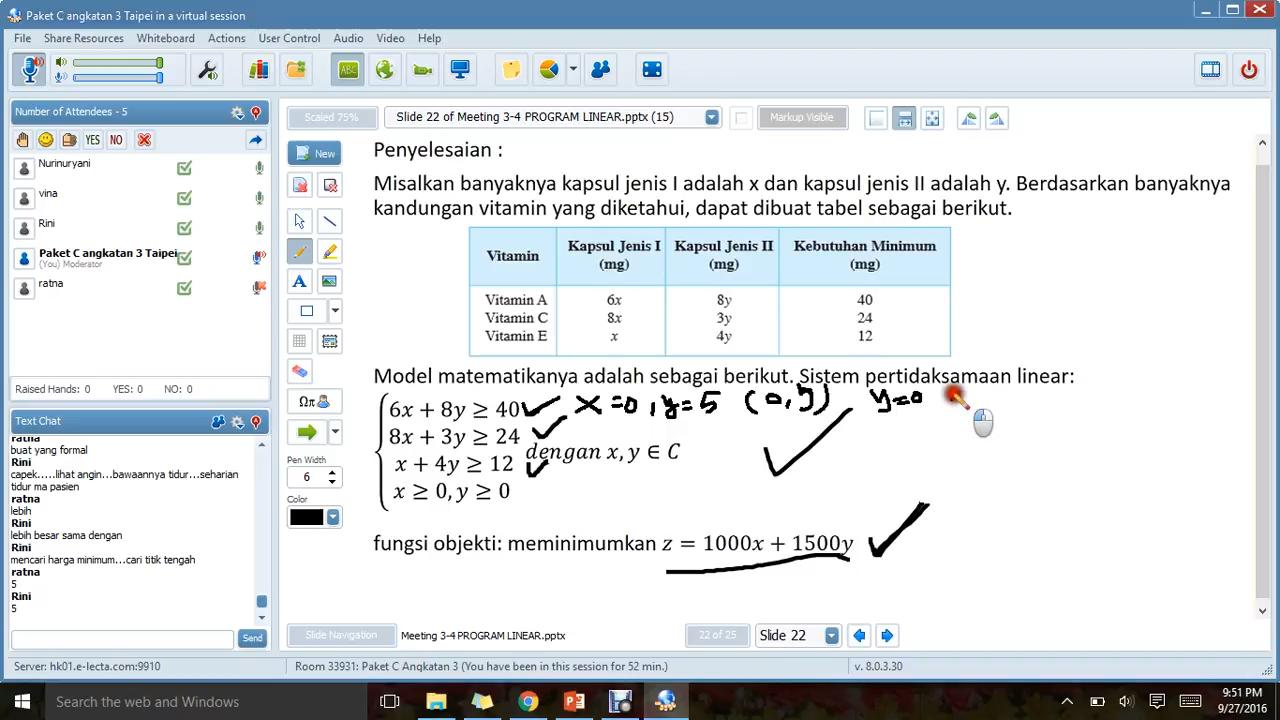 Paket C angkatan 3 Taipei in a virtual session
File Share Resources Whiteboard Actions User Control Audio Video Help
ABC
Number of Attendees - 5
YES NO
Nurinuryani
vina
Rini
Paket C angkatan 3 Taipei
(You) Moderator
ratna
Raised Hands: 0 YES: 0 NO: 0
Text Chat
ratna
buat yang formal
Rini
capek.....lihat angin...bawaannya tidur...seharian
tidur ma pasien
ratna
lebih
Rini
lebih besar sama dengan
Rini
mencari harga minimum...cari titik tengah
ratna
5
Rini
5
Send
Scaled 75%
Slide 22 of Meeting 3-4 PROGRAM LINEAR.pptx (15)
Markup Visible
New
A
Ωπ
Pen Width
6
Color
Penyelesaian :
Misalkan banyaknya kapsul jenis I adalah x dan kapsul jenis II adalah y. Berdasarkan banyaknya
kandungan vitamin yang diketahui, dapat dibuat tabel sebagai berikut.
Vitamin Kapsul Jenis I (mg) Kapsul Jenis II (mg) Kebutuhan Minimum (mg)
Vitamin A 6x 8y 40
Vitamin C 8x 3y 24
Vitamin E x 4y 12
Model matematikanya adalah sebagai berikut. Sistem pertidaksamaan linear:
6x + 8y ≥ 40 x=0, y=5 (0,y) y=0
8x + 3y ≥ 24
dengan x, y ∈ C
x + 4y ≥ 12
x ≥ 0, y ≥ 0
fungsi objekti: meminimumkan z = 1000x + 1500y
Slide Navigation
Meeting 3-4 PROGRAM LINEAR.pptx
22 of 25
Slide 22
Server: hk01.e-lecta.com:9910
Room 33931: Paket C Angkatan 3 (You have been in this session for 52 min.)
v. 8.0.3.30
Search the web and Windows
9:51 PM
9/27/2016